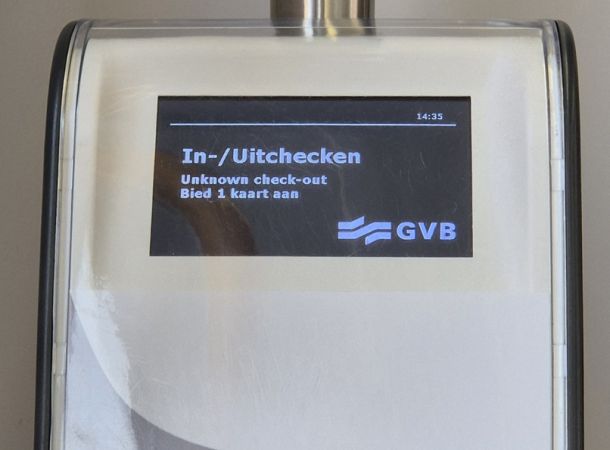 14:35
In-/Uitchecken
Unknown check-out
Bied 1 kaart aan
GVB